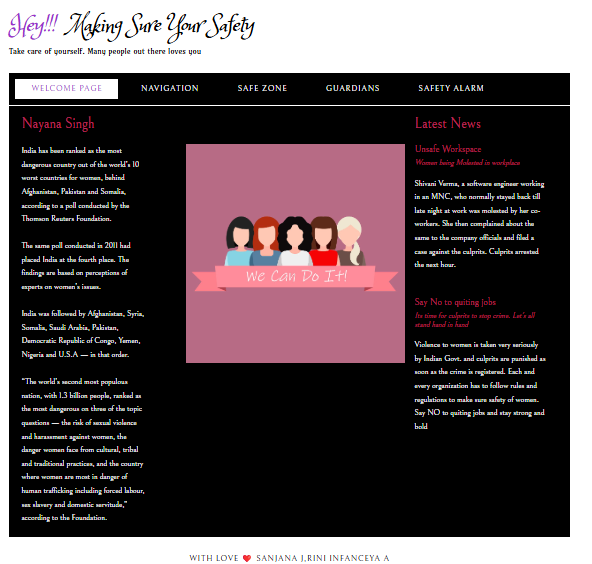 Hey!!! Making Sure Your Safety
Take care of yourself. Many people out there loves you
WELCOME PAGE NAVIGATION SAFE ZONE GUARDIANS SAFETY ALARM
Nayana Singh
India has been ranked as the most
dangerous country out of the world's 10
worst countries for women, behind
Afghanistan, Pakistan and Somalia,
according to a poll conducted by the
Thomson Reuters Foundation.
The same poll conducted in 2011 had
placed India at the fourth place. The
findings are based on perceptions of
experts on women's issues.
India was followed by Afghanistan, Syria,
Somalia, Saudi Arabia, Pakistan,
Democratic Republic of Congo, Yemen,
Nigeria and U.S.A — in that order.
"The world's second most populous
nation, with 1.3 billion people, ranked as
the most dangerous on three of the topic
questions — the risk of sexual violence
and harassment against women, the
danger women face from cultural, tribal
and traditional practices, and the country
where women are most in danger of
human trafficking including forced labour,
sex slavery and domestic servitude,"
according to the Foundation.
We Can Do It!
Latest News
Unsafe Workspace
Women being Molested in workplace
Shivani Verma, a software engineer working
in an MNC, who normally stayed back till
late night at work was molested by her co-
workers. She then complained about the
same to the company officials and filed a
case against the culprits. Culprits arrested
the next hour.
Say No to quiting jobs
Its time for culprits to stop crime. Let's all
stand hand in hand
Violence to women is taken very seriously
by Indian Govt. and culprits are punished as
soon as the crime is registered. Each and
every organization has to follow rules and
regulations to make sure safety of women.
Say NO to quiting jobs and stay strong and
bold
WITH LOVE ❤ SANJANA J,RINI INFANCEYA A